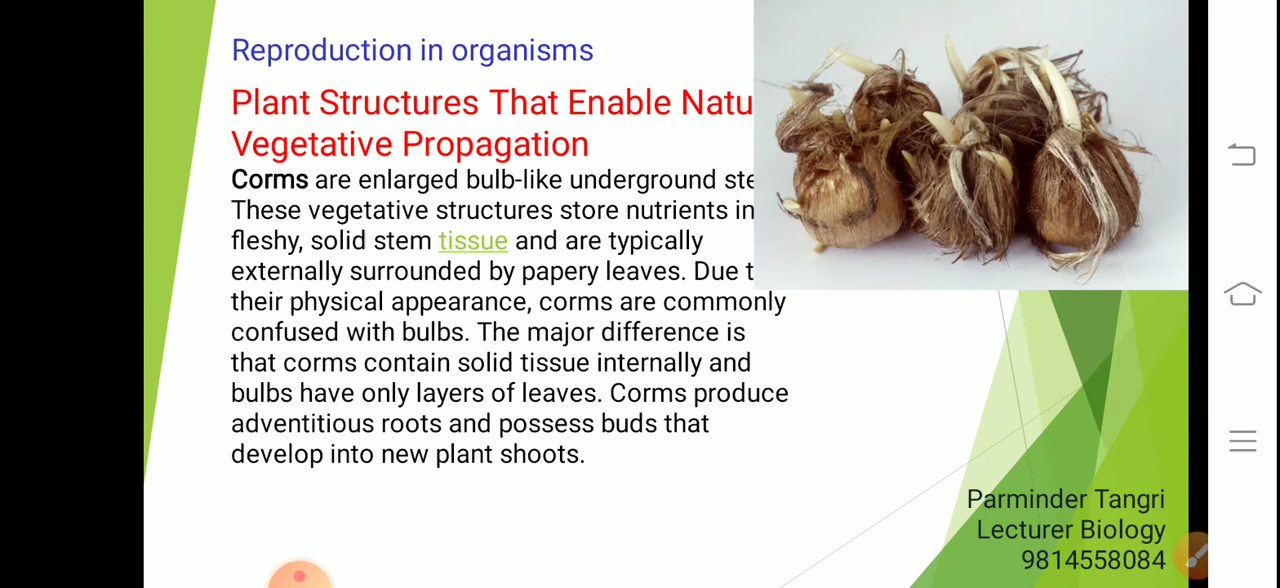 Reproduction in organisms
Plant Structures That Enable Natu
Vegetative Propagation
Corms are enlarged bulb-like underground ste
These vegetative structures store nutrients in
fleshy, solid stem tissue and are typically
externally surrounded by papery leaves. Due t
their physical appearance, corms are commonly
confused with bulbs. The major difference is
that corms contain solid tissue internally and
bulbs have only layers of leaves. Corms produce
adventitious roots and possess buds that
develop into new plant shoots.
Parminder Tangri
Lecturer Biology
9814558084